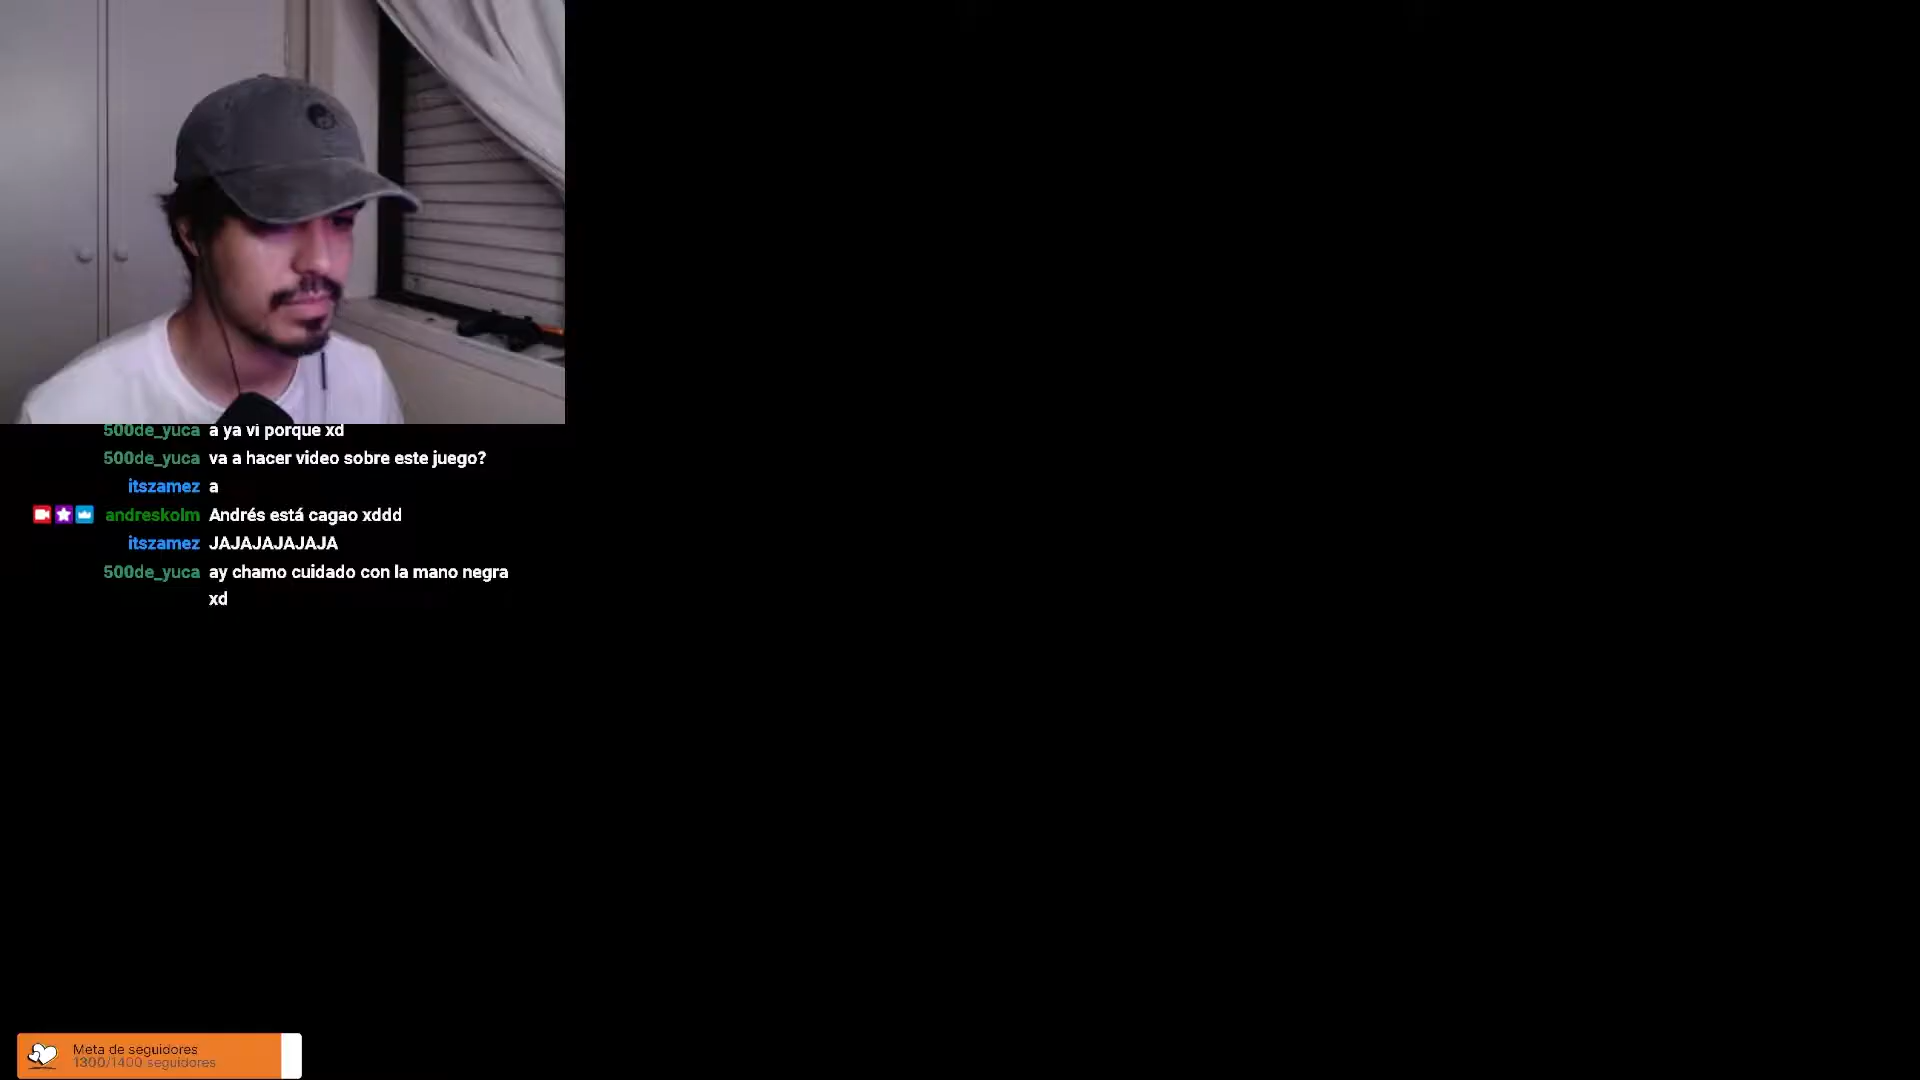 500de_yuca a ya vi porque xd
500de_yuca va a hacer video sobre este juego?
itszamez a
andreskolm Andrés está cagao xddd
itszamez JAJAJAJAJAJA
500de_yuca ay chamo cuidado con la mano negra
xd
Meta de seguidores
1300/1400 seguidores